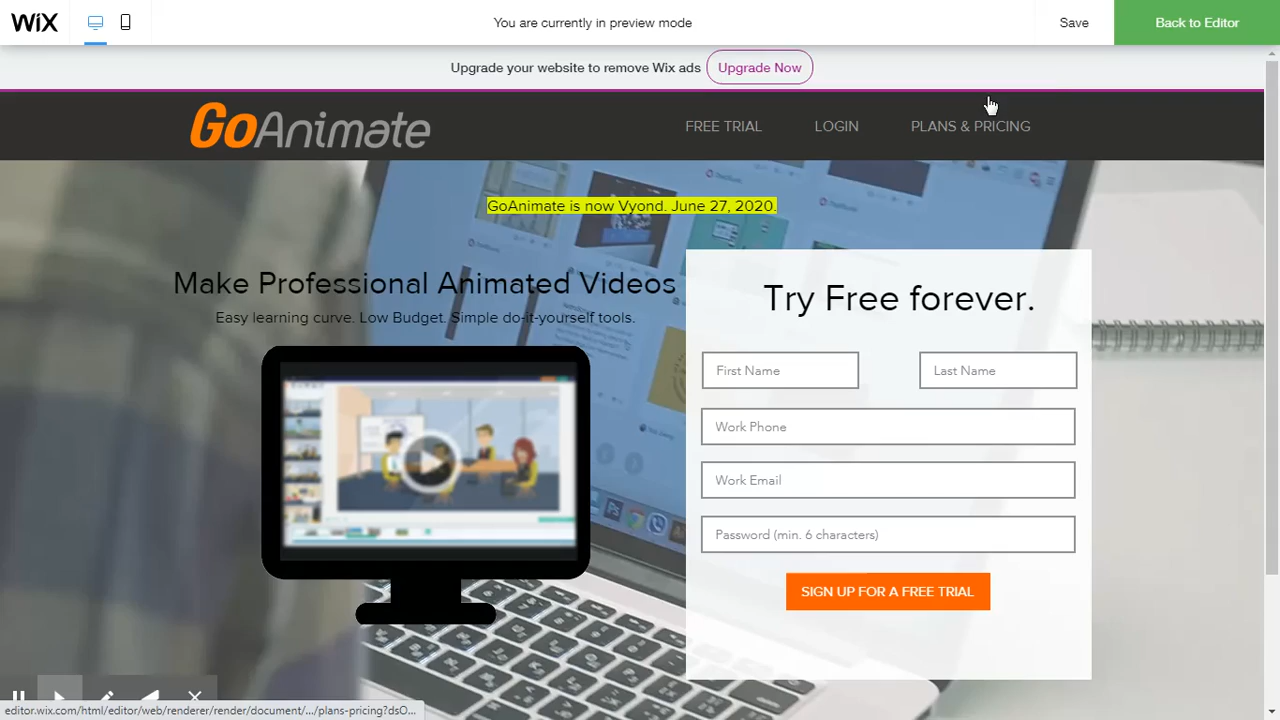 WiX
You are currently in preview mode
Save
Back to Editor
Upgrade your website to remove Wix ads
Upgrade Now
GoAnimate
FREE TRIAL
LOGIN
PLANS & PRICING
GoAnimate is now Vyond. June 27, 2020.
Make Professional Animated Videos
Easy learning curve. Low Budget. Simple do-it-yourself tools.
Try Free forever.
First Name
Last Name
Work Phone
Work Email
Password (min. 6 characters)
SIGN UP FOR A FREE TRIAL
editor.wix.com/html/editor/web/renderer/render/document/.../plans-pricing?dsO...